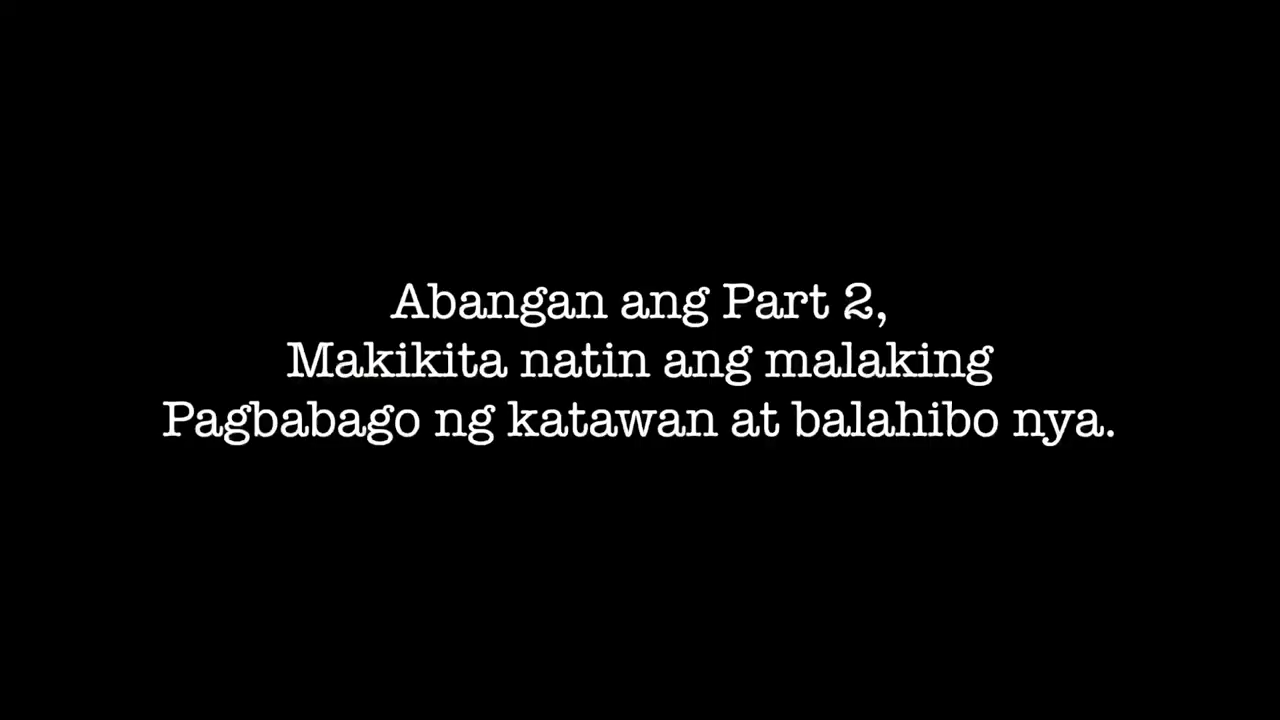 Abangan ang Part 2,
Makikita natin ang malaking
Pagbabago ng katawan at balahibo nya.